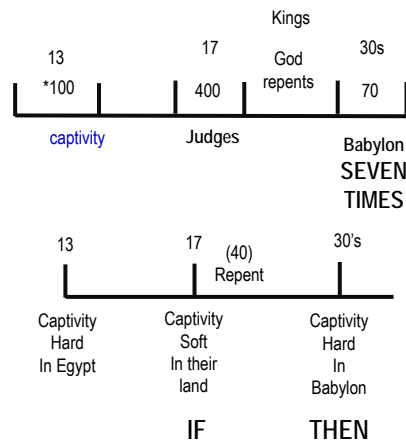 Kings
13
17
God
repents
30s
*100
400
70
captivity
Judges
Babylon
SEVEN
TIMES
13
17
(40)
Repent
30's
Captivity
Hard
In Egypt
Captivity
Soft
In their
land
Captivity
Hard
In
Babylon
IF
THEN